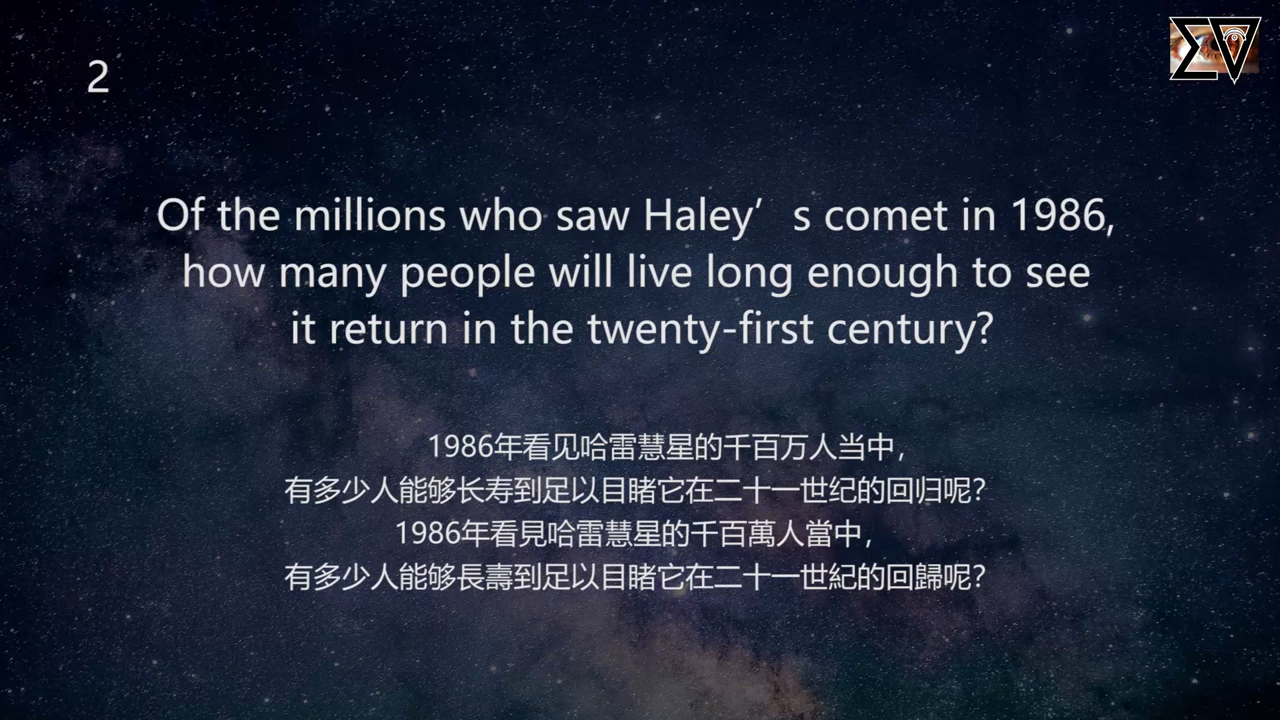 2
Of the millions who saw Haley’s comet in 1986,
how many people will live long enough to see
it return in the twenty-first century?
1986年看见哈雷慧星的千百万人当中，
有多少人能够长寿到足以目睹它在二十一世纪的回归呢？
1986年看見哈雷慧星的千百萬人當中，
有多少人能够長壽到足以目睹它在二十一世紀的回歸呢？